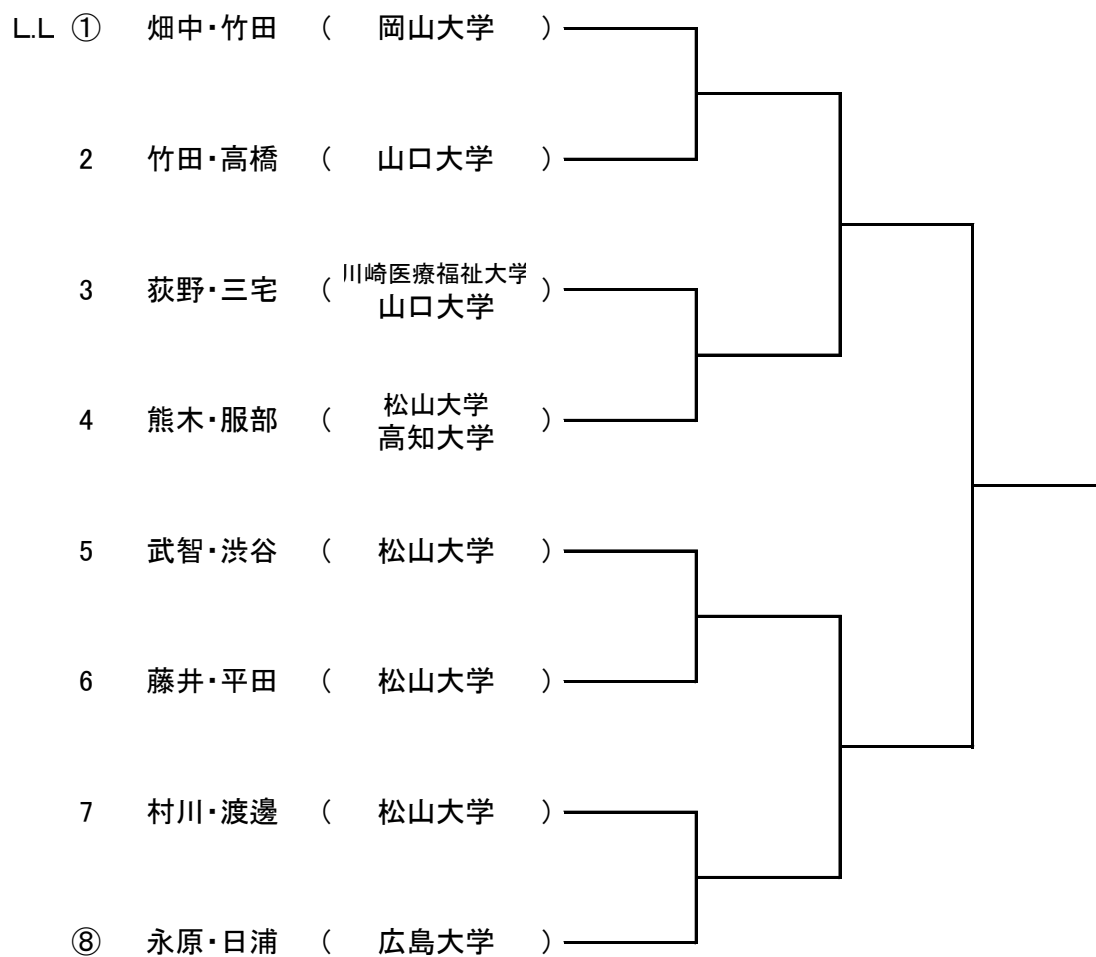 L.L ① 畑中・竹田 ( 岡山大学 )
2 竹田・高橋 ( 山口大学 )
3 荻野・三宅 ( 川崎医療福祉大学
山口大学 )
4 熊木・服部 ( 松山大学
高知大学 )
5 武智・渋谷 ( 松山大学 )
6 藤井・平田 ( 松山大学 )
7 村川・渡邊 ( 松山大学 )
⑧ 永原・日浦 ( 広島大学 )